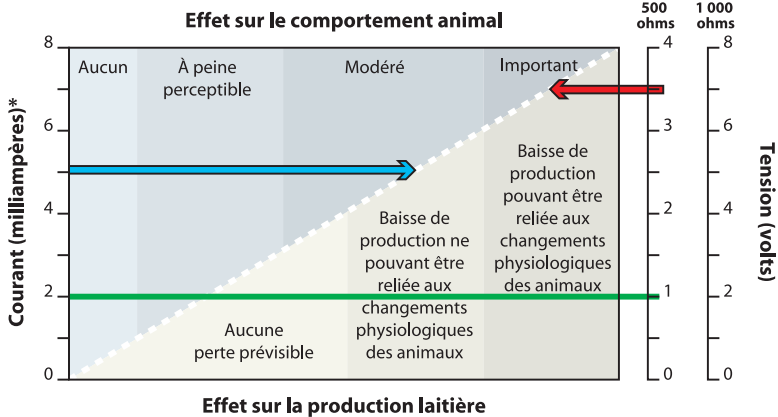 Effet sur le comportement animal
500
ohms
1 000
ohms
Aucun
À peine
perceptible
Modéré
Important
Courant (milliampères)*
8
6
4
2
0
Baisse de
production ne
pouvant être
reliée aux
changements
physiologiques
des animaux
Baisse de
production
pouvant être
reliée aux
changements
physiologiques
des animaux
Aucune
perte prévisible
4
3
2
1
0
8
6
4
2
0
Tension (volts)
Effet sur la production laitière